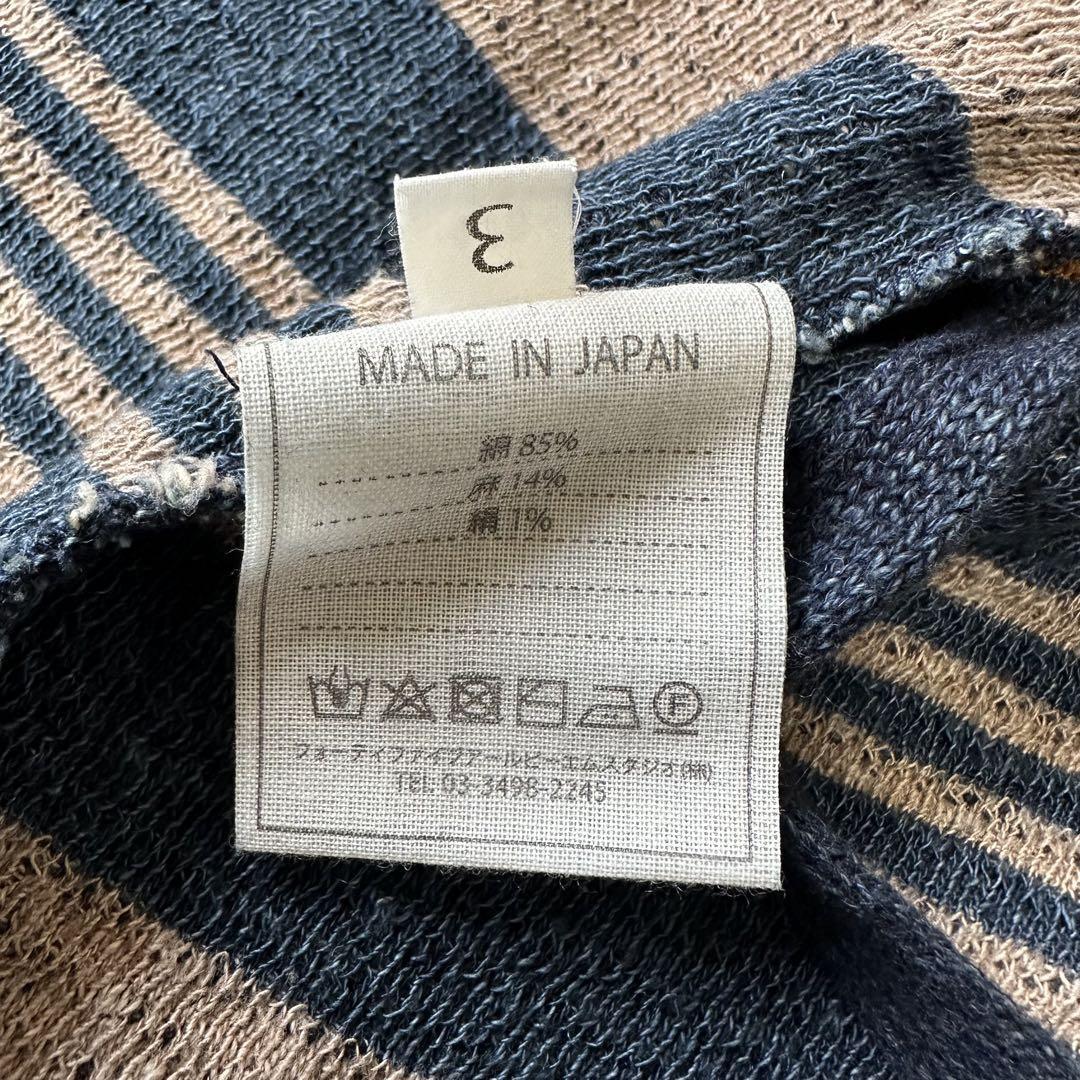 3
MADE IN JAPAN
綿 85%
麻 14%
絹 1%
F
フォーティファイブアールピーエムスタジオ(株)
TEL 03-3498-2245